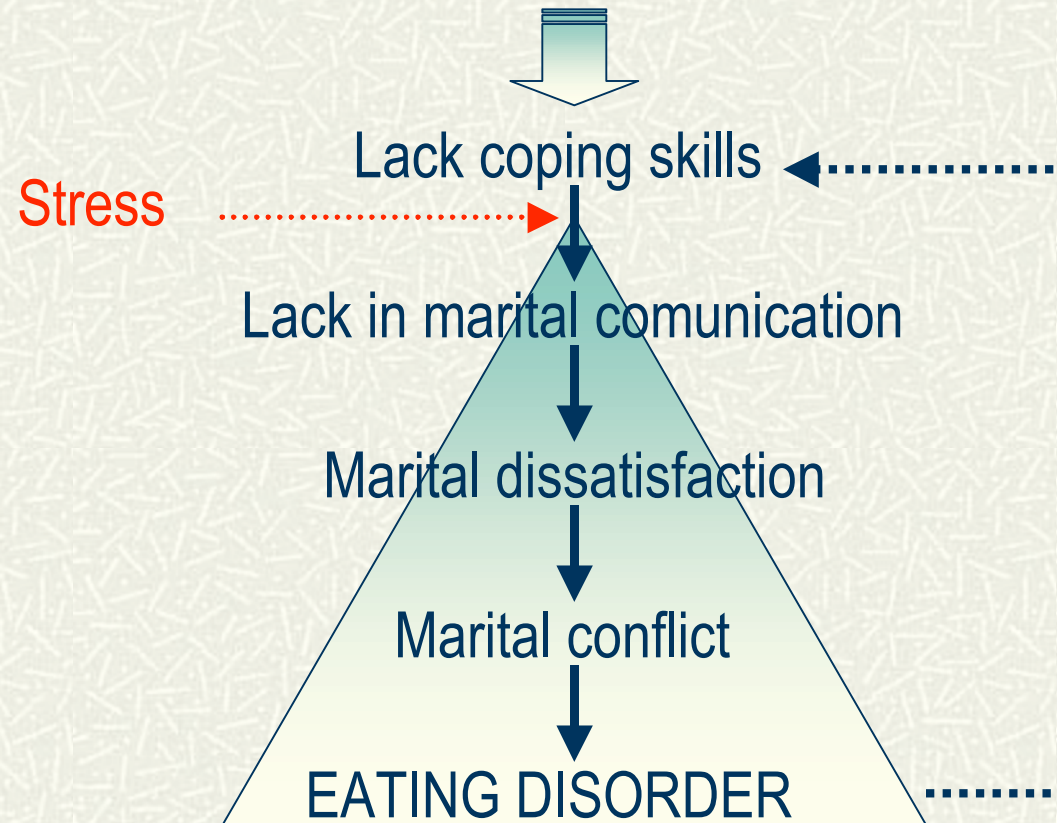 Lack coping skills
Stress
Lack in marital comunication
Marital dissatisfaction
Marital conflict
EATING DISORDER